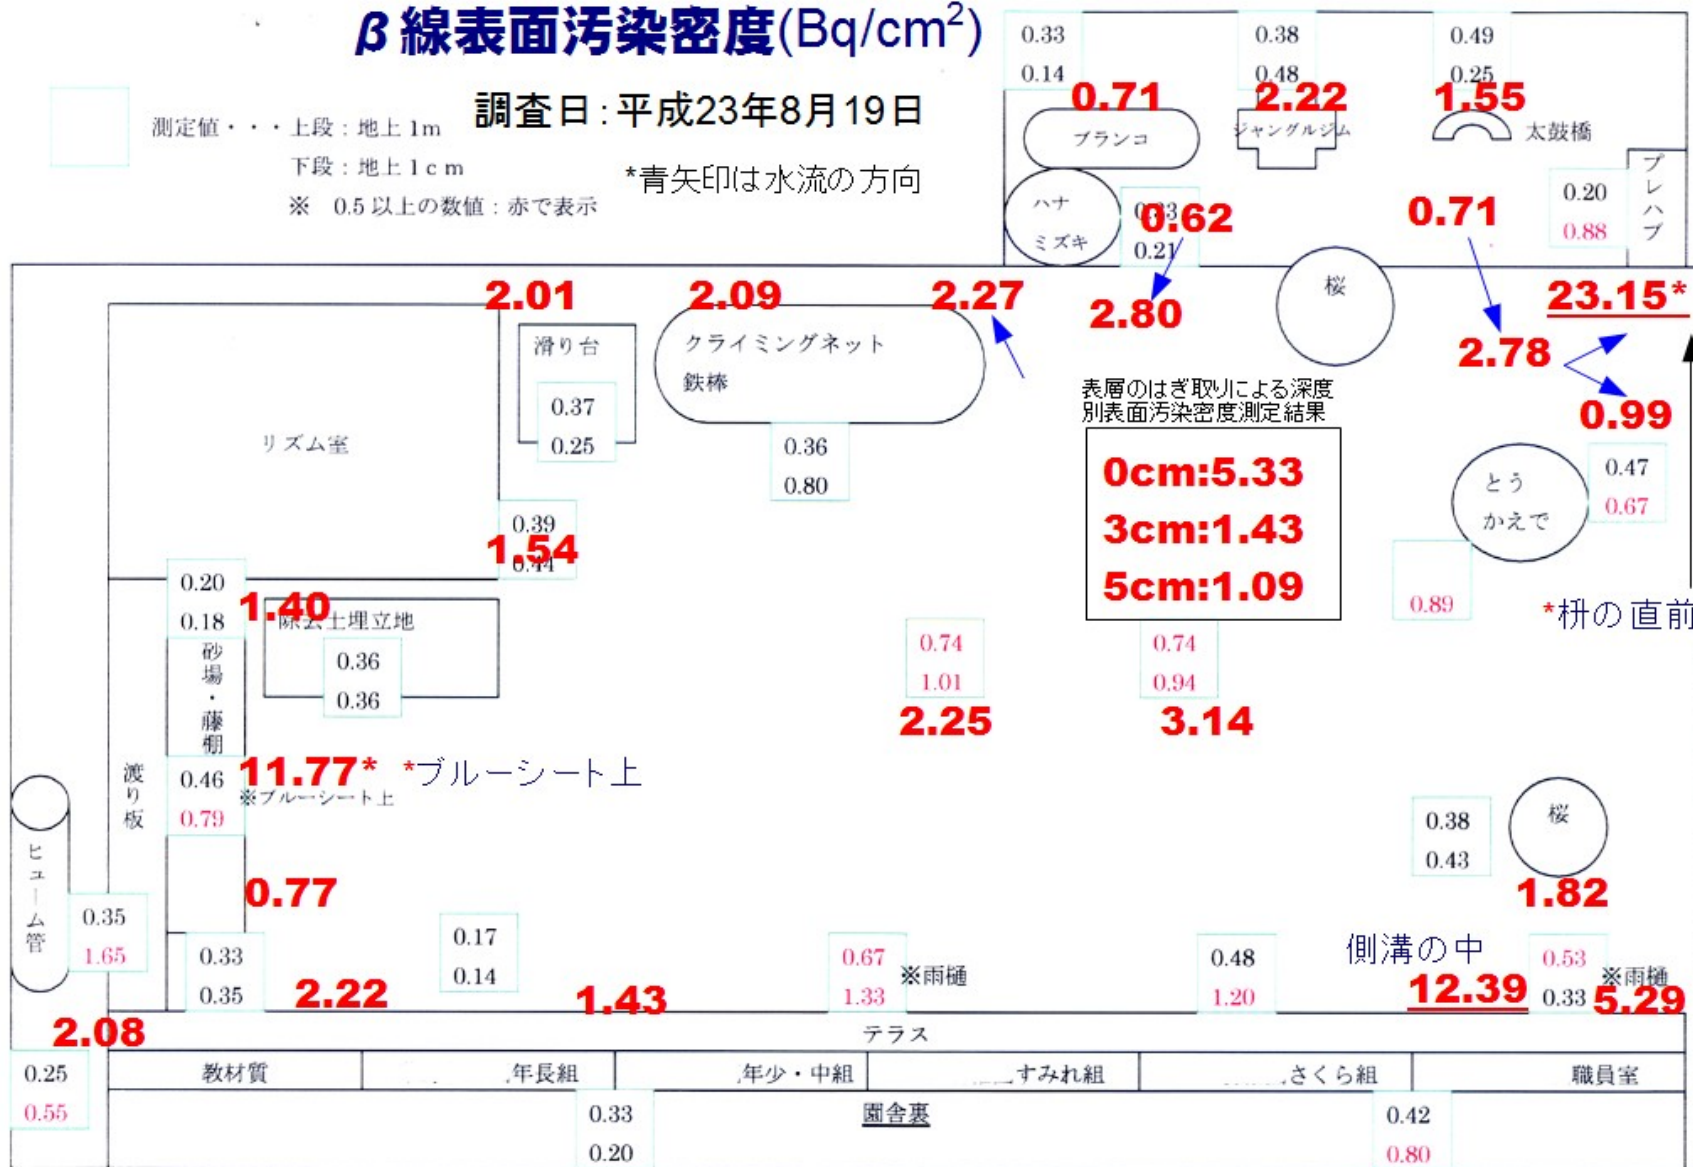 β線表面汚染密度(Bq/cm²)
調査日:平成23年8月19日
測定値・・・上段:地上1m
下段:地上1cm
※ 0.5以上の数値:赤で表示
*青矢印は水流の方向
0.33
0.14
0.38
0.48
0.49
0.25
0.71
2.22
1.55
ブランコ
ジャングルジム
太鼓橋
プレハブ
0.20
0.88
ハナ
ミズキ
0.21
0.62
0.71
桜
2.01
2.09
2.27
2.80
23.15*
2.78
0.99
滑り台
0.37
0.25
クライミングネット
鉄棒
0.36
0.80
リズム室
表層のはぎ取りによる深度
別表面汚染密度測定結果
0cm:5.33
3cm:1.43
5cm:1.09
とう
かえで
0.47
0.67
0.89
*枡の直前
0.39
1.54
0.44
0.20
0.18
1.40
除去土埋立地
0.36
0.36
砂場・藤棚
0.74
1.01
2.25
0.74
0.94
3.14
渡り板
0.46
0.79
11.77*
*ブルーシート上
※ブルーシート上
0.38
0.43
桜
1.82
ヒューム管
0.35
1.65
0.77
0.33
0.35
2.22
0.17
0.14
1.43
0.67
1.33
※雨樋
0.48
1.20
側溝の中
12.39
0.53
0.33
※雨樋
5.29
2.08
テラス
0.25
0.55
教材質
年長組
年少・中組
すみれ組
さくら組
職員室
0.33
0.20
園舎裏
0.42
0.80